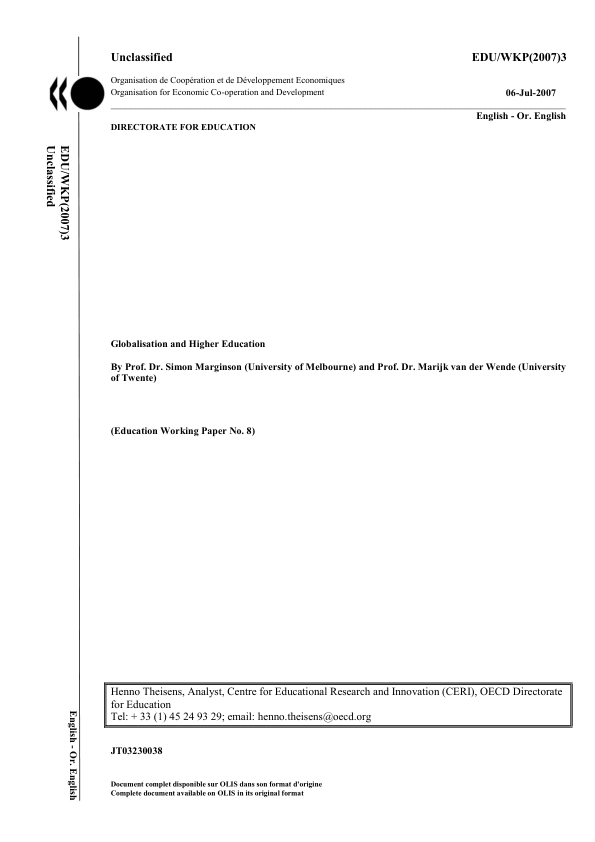 Unclassified EDU/WKP(2007)3
Organisation de Coopération et de Développement Economiques
Organisation for Economic Co-operation and Development 06-Jul-2007
English - Or. English
DIRECTORATE FOR EDUCATION
EDU/WKP(2007)3
Unclassified
Globalisation and Higher Education
By Prof. Dr. Simon Marginson (University of Melbourne) and Prof. Dr. Marijk van der Wende (University
of Twente)
(Education Working Paper No. 8)
Henno Theisens, Analyst, Centre for Educational Research and Innovation (CERI), OECD Directorate
for Education
Tel: + 33 (1) 45 24 93 29; email: henno.theisens@oecd.org
English - Or. English
JT03230038
Document complet disponible sur OLIS dans son format d'origine
Complete document available on OLIS in its original format